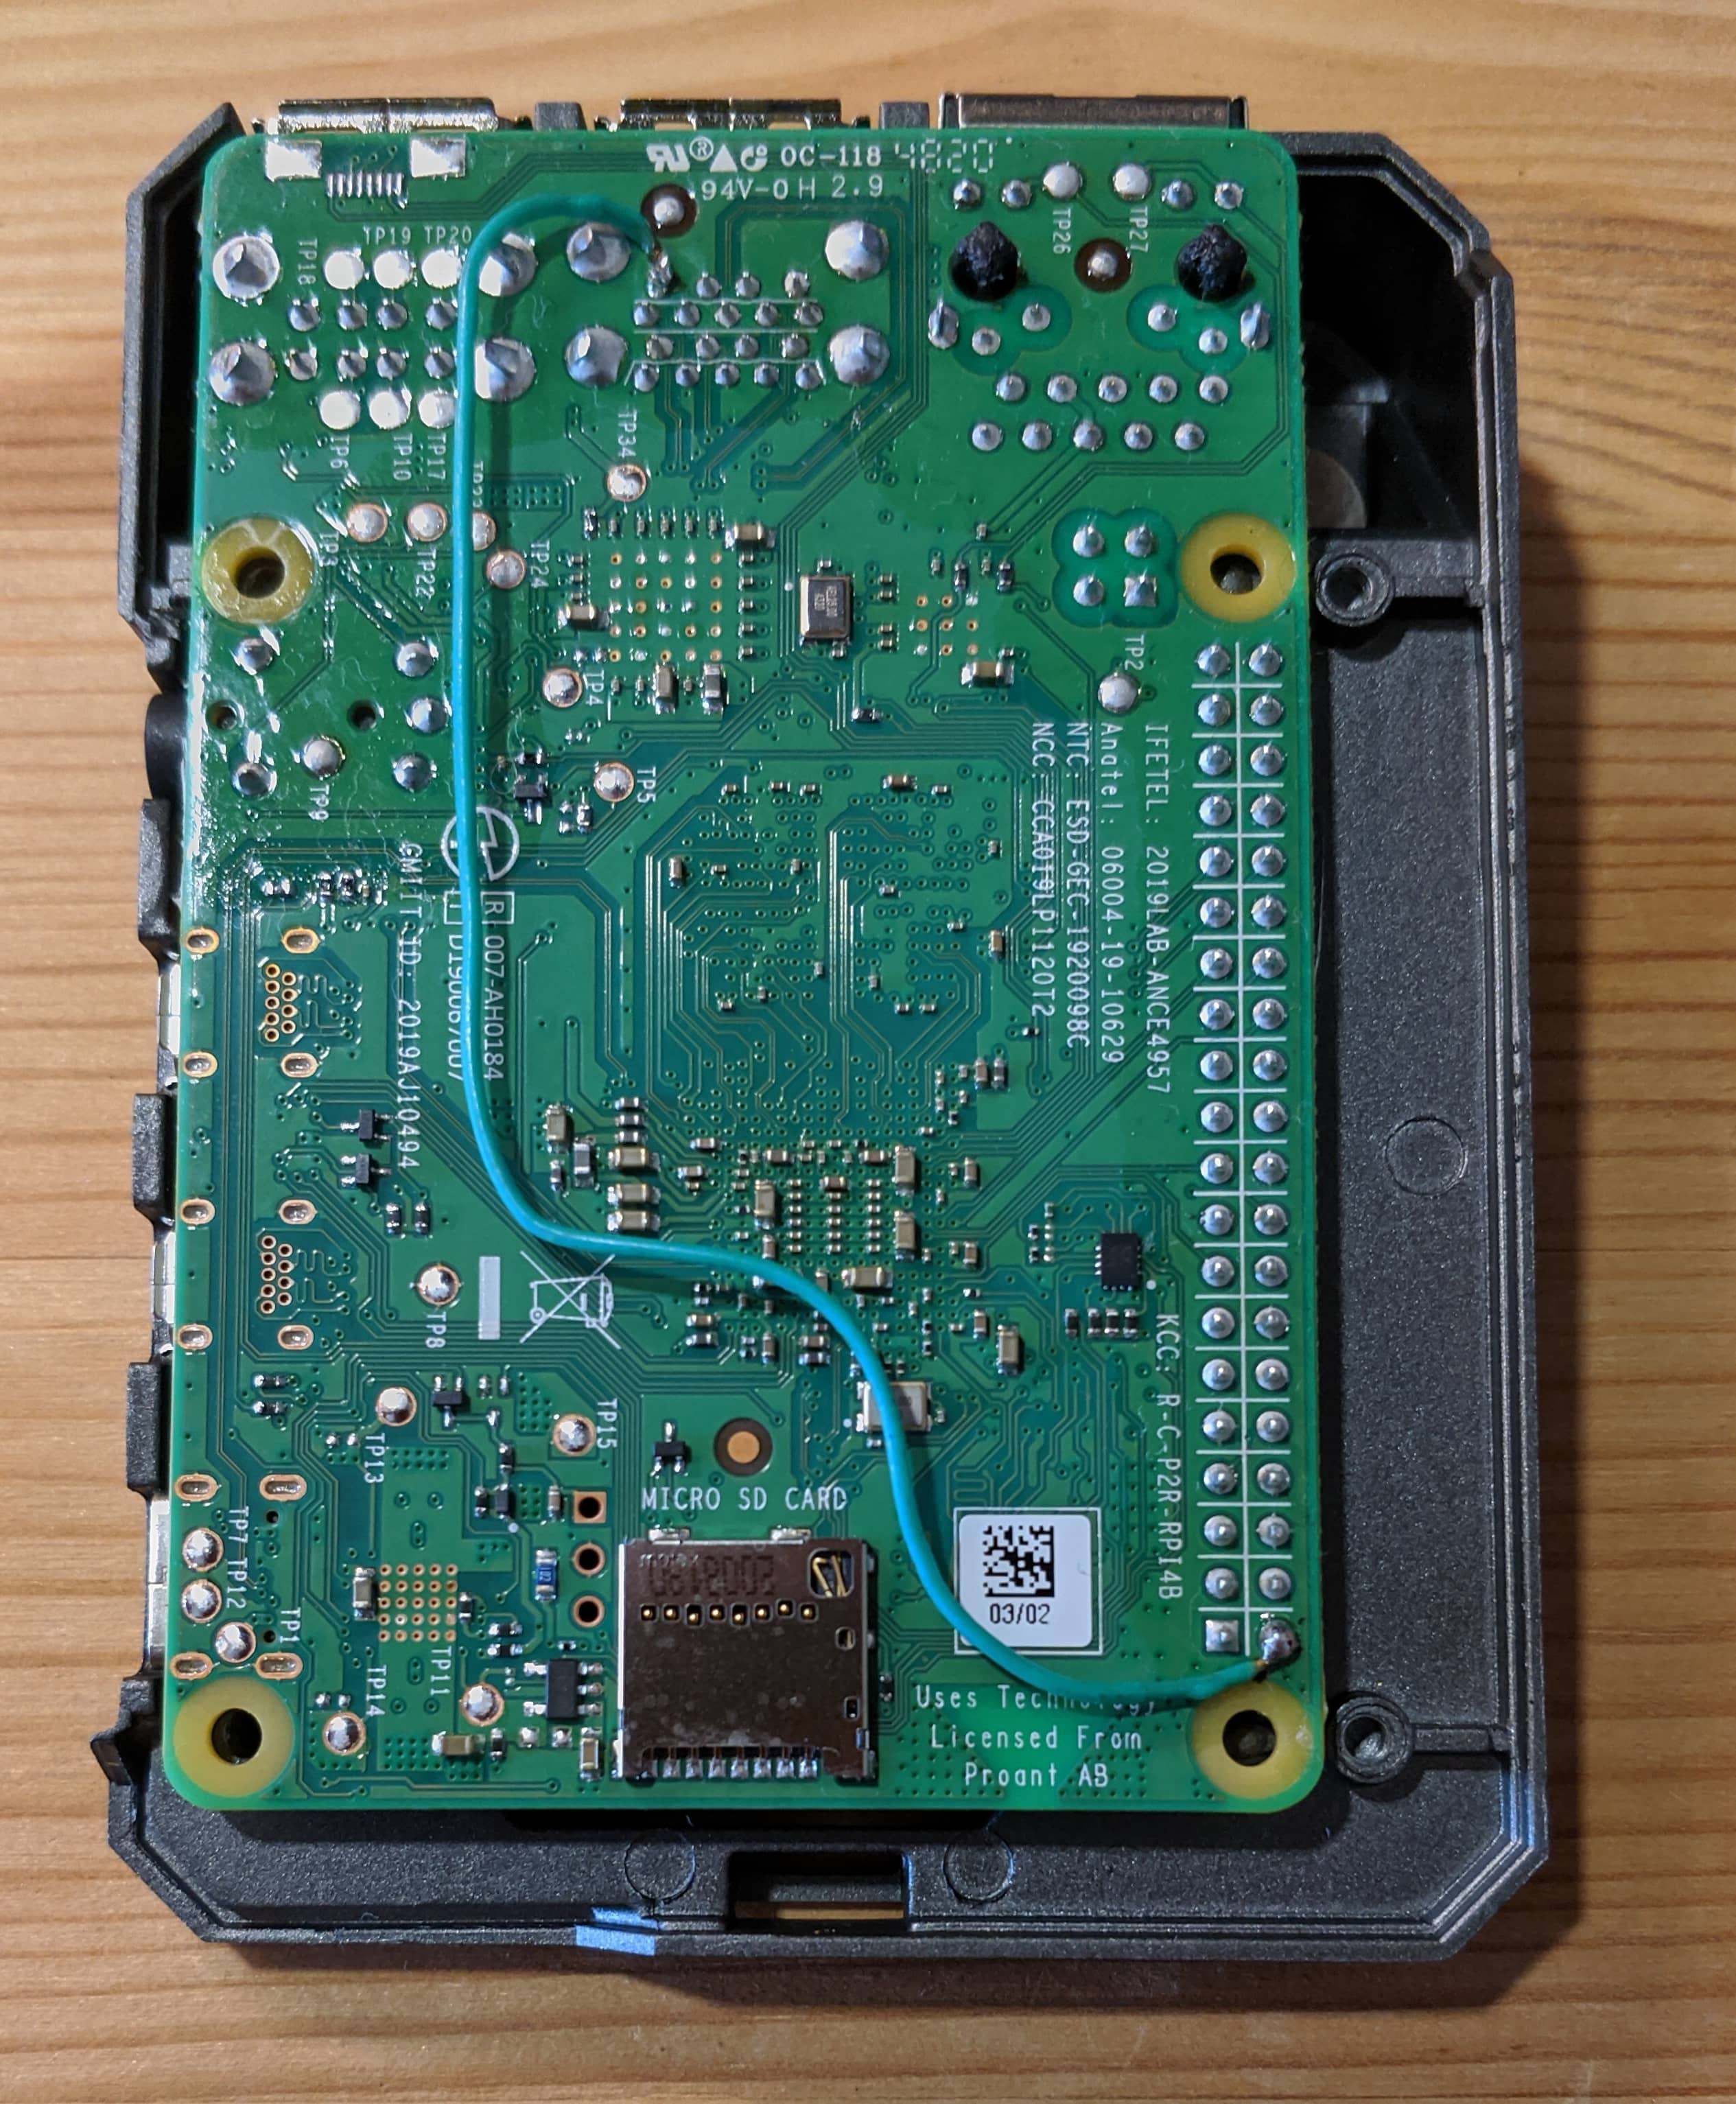 OC-118 4820
94V-0 H 2.9
TP26
TP27
TP19 TP20
TP18
TP6
TP10
TP17
TP34
TP3
TP22
TP24
TP2
TP4
TP5
TP9
IFETEL: 2019LAB-ANCE4957
Anatel: 06004-19-10629
NTC: ESD-GEC-1920098C
NCC: CCAO19LP1120T2
R 007-AH0184
GMIT-ID: 2019AJ10494
TP8
KCC: R-C-P2R-RPI4B
TP13
TP15
MICRO SD CARD
molex
TP7
TP12
TP1
TP11
TP14
03/02
Uses Technology
Licensed From
Proant AB